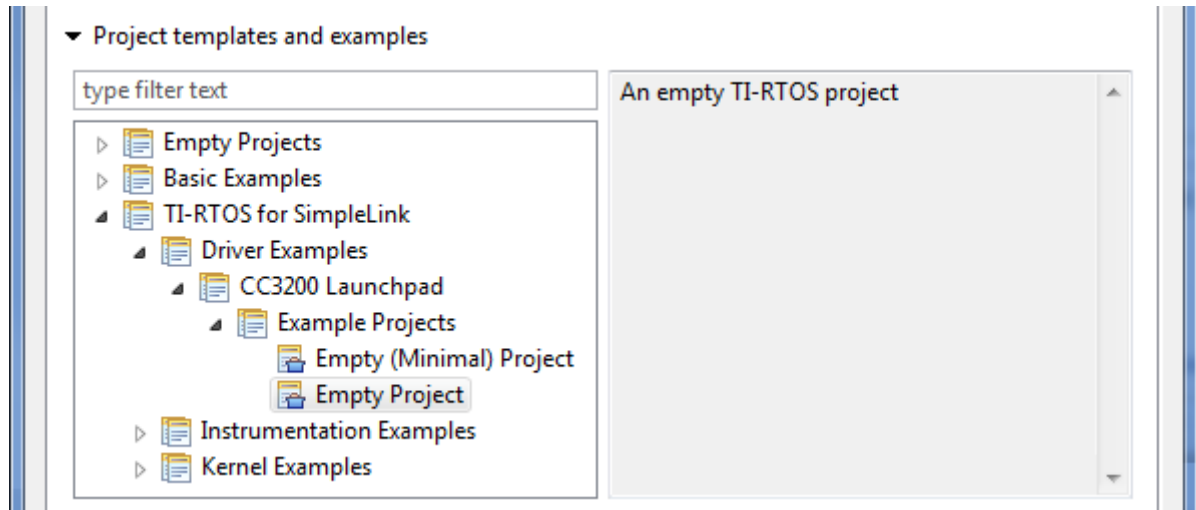 Project templates and examples
type filter text
An empty TI-RTOS project
Empty Projects
Basic Examples
TI-RTOS for SimpleLink
Driver Examples
CC3200 Launchpad
Example Projects
Empty (Minimal) Project
Empty Project
Instrumentation Examples
Kernel Examples